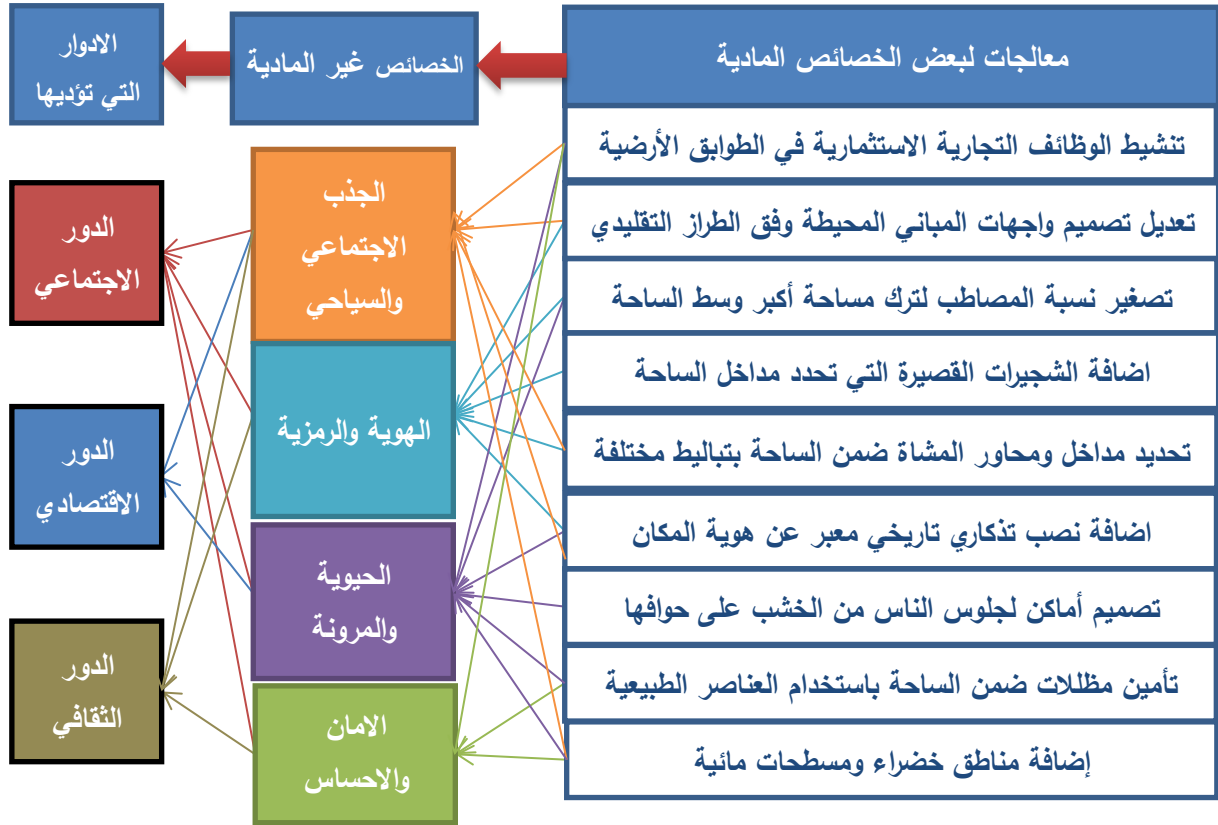 معالجات لبعض الخصائص المادية
الخصائص غير المادية
الادوار
التي تؤديها
تنشيط الوظائف التجارية الاستثمارية في الطوابق الأرضية
تعديل تصميم واجهات المباني المحيطة وفق الطراز التقليدي
تصغير نسبة المصاطب لترك مساحة أكبر وسط الساحة
اضافة الشجيرات القصيرة التي تحدد مداخل الساحة
تحديد مداخل ومحاور المشاة ضمن الساحة بتباليط مختلفة
اضافة نصب تذكاري تاريخي معبر عن هوية المكان
تصميم أماكن لجلوس الناس من الخشب على حوافها
تأمين مظللات ضمن الساحة باستخدام العناصر الطبيعية
إضافة مناطق خضراء ومسطحات مائية
الجذب
الاجتماعي
والسياحي
الهوية والرمزية
الحيوية
والمرونة
الامان
والاحساس
الدور
الاجتماعي
الدور
الاقتصادي
الدور
الثقافي